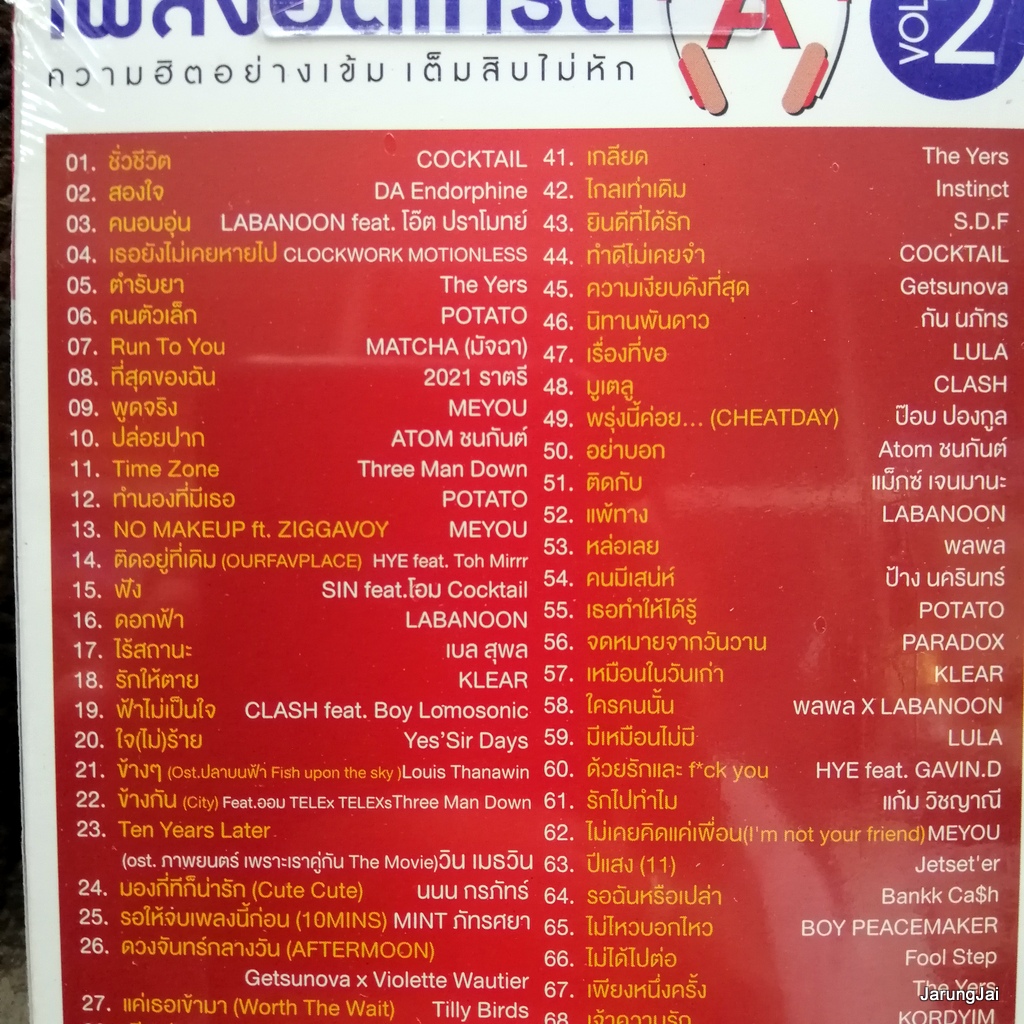 เพลงฮิตเกรด A VOL 2
ความฮิตอย่างเข้ม เต็มสิบไม่หัก
01. ชั่วชีวิต COCKTAIL
02. สองใจ DA Endorphine
03. คนอบอุ่น LABANOON feat. โอ๊ต ปราโมทย์
04. เธอยังไม่เคยหายไป CLOCKWORK MOTIONLESS
05. ตำรับยา The Yers
06. คนตัวเล็ก POTATO
07. Run To You MATCHA (มัจฉา)
08. ที่สุดของฉัน 2021 ราตรี
09. พูดจริง MEYOU
10. ปล่อยปาก ATOM ชนกันต์
11. Time Zone Three Man Down
12. ทำนองที่มีเธอ POTATO
13. NO MAKEUP ft. ZIGGAVOY MEYOU
14. ติดอยู่ที่เดิม (OURFAVPLACE) HYE feat. Toh Mirrr
15. ฟัง SIN feat.โอม Cocktail
16. ดอกฟ้า LABANOON
17. ไร้สถานะ เบล สุพล
18. รักให้ตาย KLEAR
19. ฟ้าไม่เป็นใจ CLASH feat. Boy Lomosonic
20. ใจ(ไม่)ร้าย Yes'Sir Days
21. ข้างๆ (Ost.ปลาบนฟ้า Fish upon the sky )Louis Thanawin
22. ข้างกัน (City) Feat.ออม TELEx TELEXsThree Man Down
23. Ten Years Later
(ost. ภาพยนตร์ เพราะเราคู่กัน The Movie)วิน เมธวิน
24. มองกี่ทีก็น่ารัก (Cute Cute) นนน กรภัทร์
25. รอให้จบเพลงนี้ก่อน (10MINS) MINT ภัทรศยา
26. ดวงจันทร์กลางวัน (AFTERMOON)
Getsunova x Violette Wautier
27. แค่เธอเข้ามา (Worth The Wait) Tilly Birds
41. เกลียด The Yers
42. ไกลเท่าเดิม Instinct
43. ยินดีที่ได้รัก S.D.F
44. ทำดีไม่เคยจำ COCKTAIL
45. ความเงียบดังที่สุด Getsunova
46. นิทานพันดาว กัน นภัทร
47. เรื่องที่ขอ LULA
48. มูเตลู CLASH
49. พรุ่งนี้ค่อย... (CHEATDAY) ป๊อบ ปองกูล
50. อย่าบอก Atom ชนกันต์
51. ติดกับ แม็กซ์ เจนมานะ
52. แพ้ทาง LABANOON
53. หล่อเลย พลพล
54. คนมีเสน่ห์ ป้าง นครินทร์
55. เธอทำให้ได้รู้ POTATO
56. จดหมายจากวันวาน PARADOX
57. เหมือนในวันเก่า KLEAR
58. ใครคนนั้น พลพล X LABANOON
59. มีเหมือนไม่มี LULA
60. ด้วยรักและ f*ck you HYE feat. GAVIN.D
61. รักไปทำไม แก้ม วิชญาณี
62. ไม่เคยคิดแค่เพื่อน(I'm not your friend)MEYOU
63. ปีแสง (11) Jetset'er
64. รอฉันหรือเปล่า Bankk Ca$h
65. ไม่ไหวบอกไหว BOY PEACEMAKER
66. ไม่ได้ไปต่อ Fool Step
67. เพียงหนึ่งครั้ง The Yers
68. เจ้าความรัก KORDYIM
JarungJai